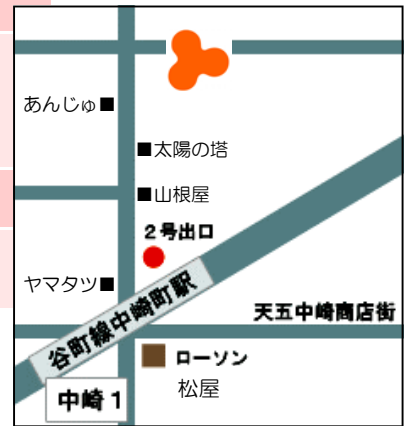 あんじゅ■
■太陽の塔
■山根屋
2号出口
ヤマタツ■
谷町線中崎町駅
天五中崎商店街
ローソン
松屋
中崎1